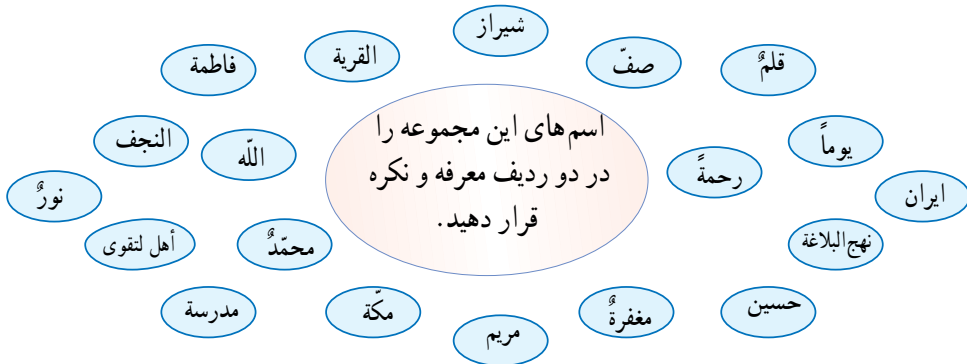 شیراز
قلمٌ
صفّ
القریة
فاطمة
اسم‌های این مجموعه را
در دو ردیف معرفه و نکره
قرار دهید.
یوماً
رحمةً
اللّه
النجف
ایران
نورٌ
نهج‌البلاغة
محمّدٌ
أهل لتقوی
حسین
مغفرةٌ
مریم
مکّة
مدرسة